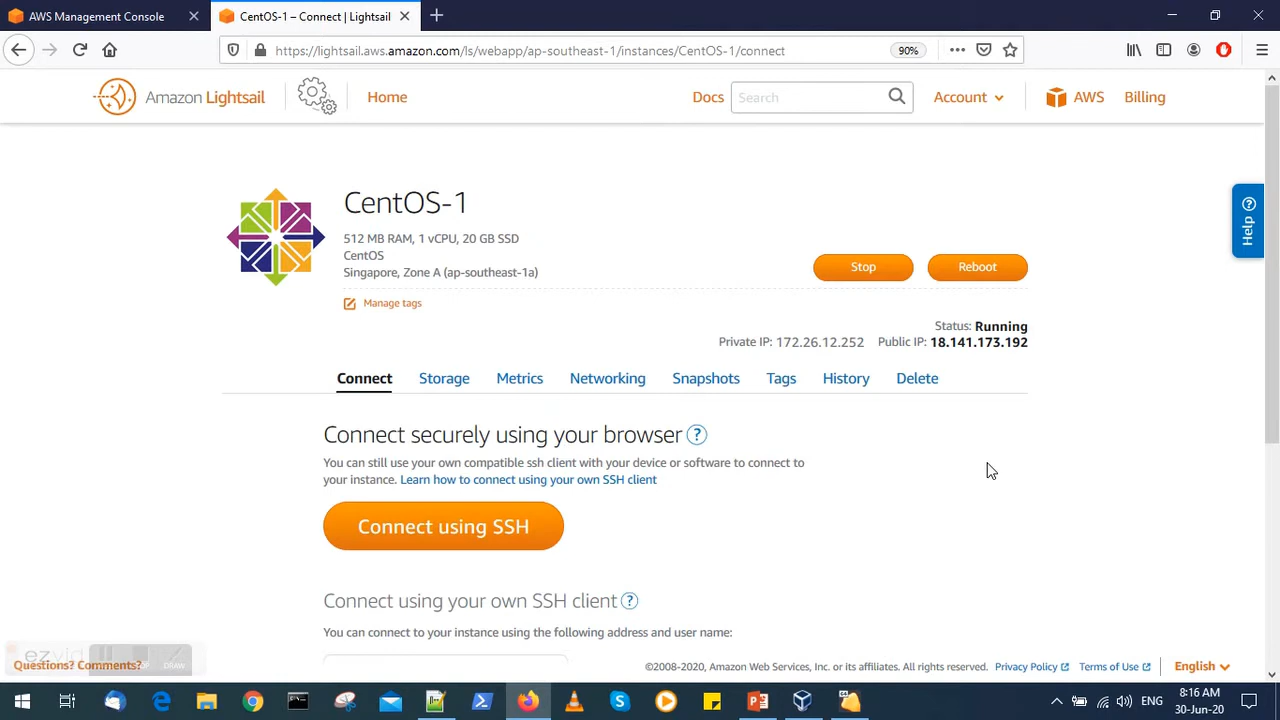 AWS Management Console
CentOS-1 – Connect | Lightsail
https://lightsail.aws.amazon.com/ls/webapp/ap-southeast-1/instances/CentOS-1/connect
90%
Amazon Lightsail
Home
Docs
Search
Account
AWS
Billing
Help
CentOS-1
512 MB RAM, 1 vCPU, 20 GB SSD
CentOS
Singapore, Zone A (ap-southeast-1a)
Stop
Reboot
Manage tags
Status: Running
Private IP: 172.26.12.252 Public IP: 18.141.173.192
Connect Storage Metrics Networking Snapshots Tags History Delete
Connect securely using your browser ?
You can still use your own compatible ssh client with your device or software to connect to
your instance. Learn how to connect using your own SSH client
Connect using SSH
Connect using your own SSH client ?
You can connect to your instance using the following address and user name:
DRAW
Questions? Comments?
©2008-2020, Amazon Web Services, Inc. or its affiliates. All rights reserved. Privacy Policy Terms of Use
English
ENG
8:16 AM
30-Jun-20